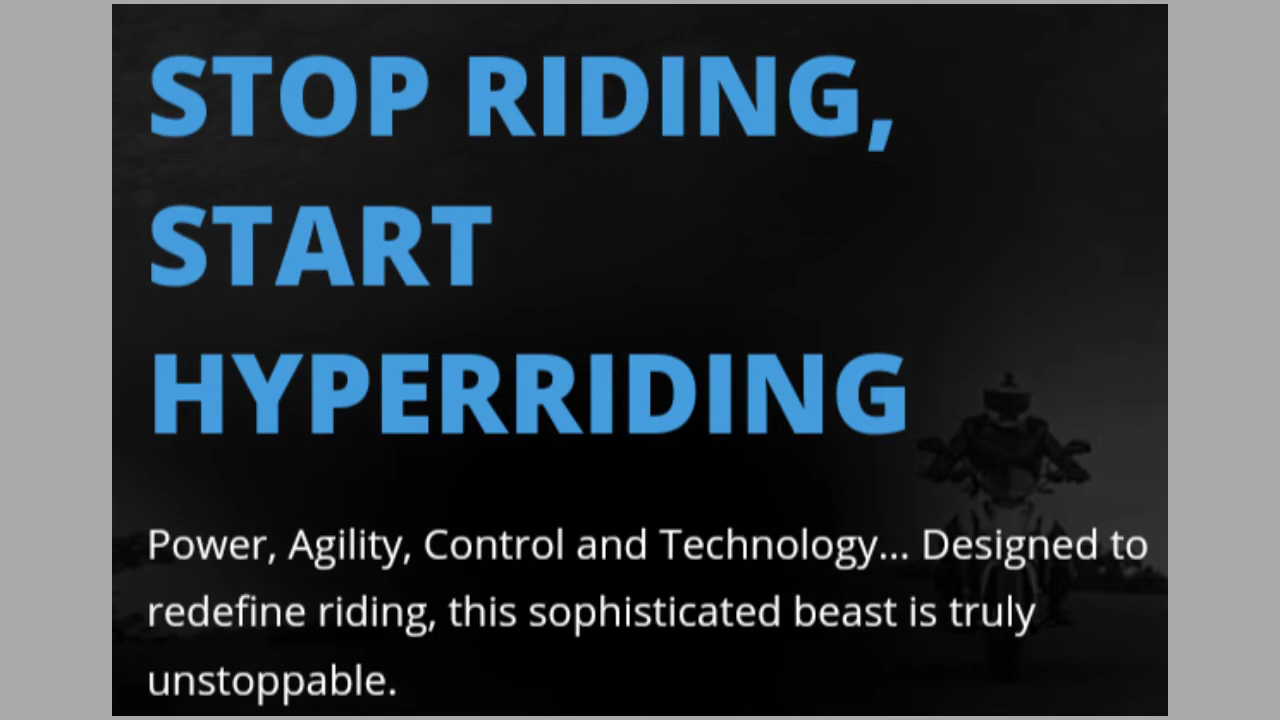 STOP RIDING,
START
HYPERRIDING
Power, Agility, Control and Technology... Designed to
redefine riding, this sophisticated beast is truly
unstoppable.